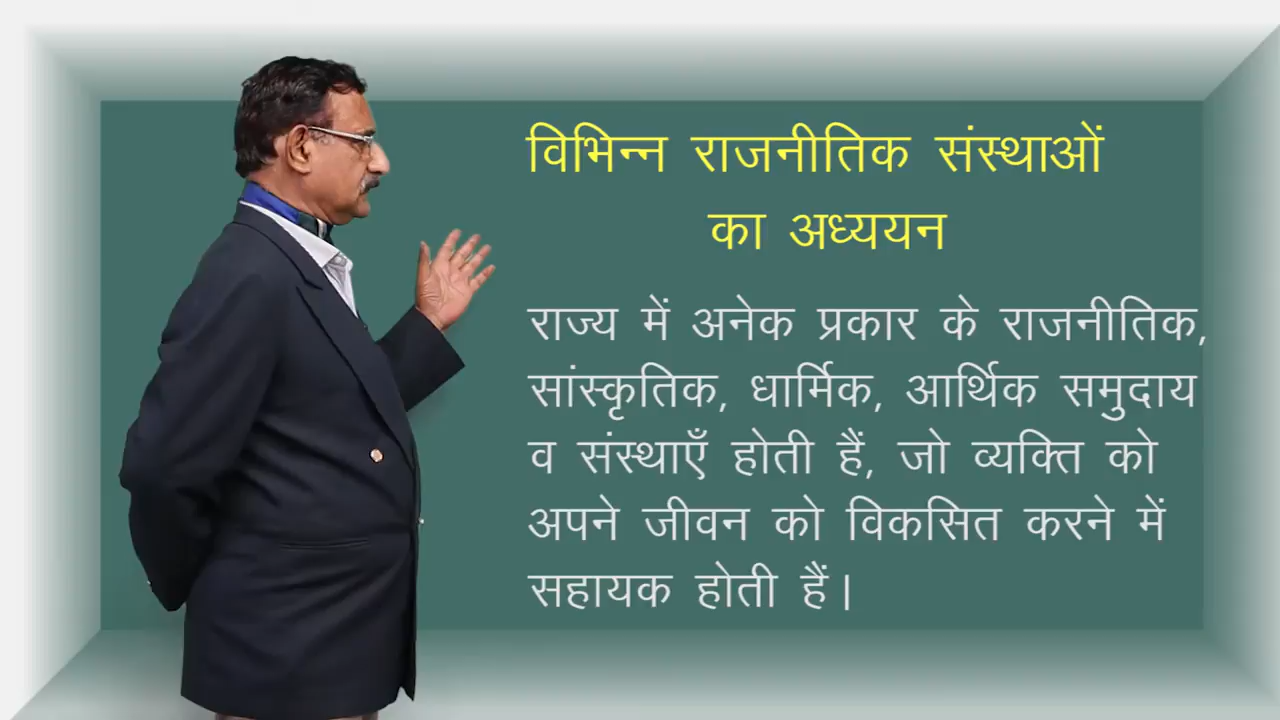 विभिन्न राजनीतिक संस्थाओं
का अध्ययन
राज्य में अनेक प्रकार के राजनीतिक,
सांस्कृतिक, धार्मिक, आर्थिक समुदाय
व संस्थाएँ होती हैं, जो व्यक्ति को
अपने जीवन को विकसित करने में
सहायक होती हैं।